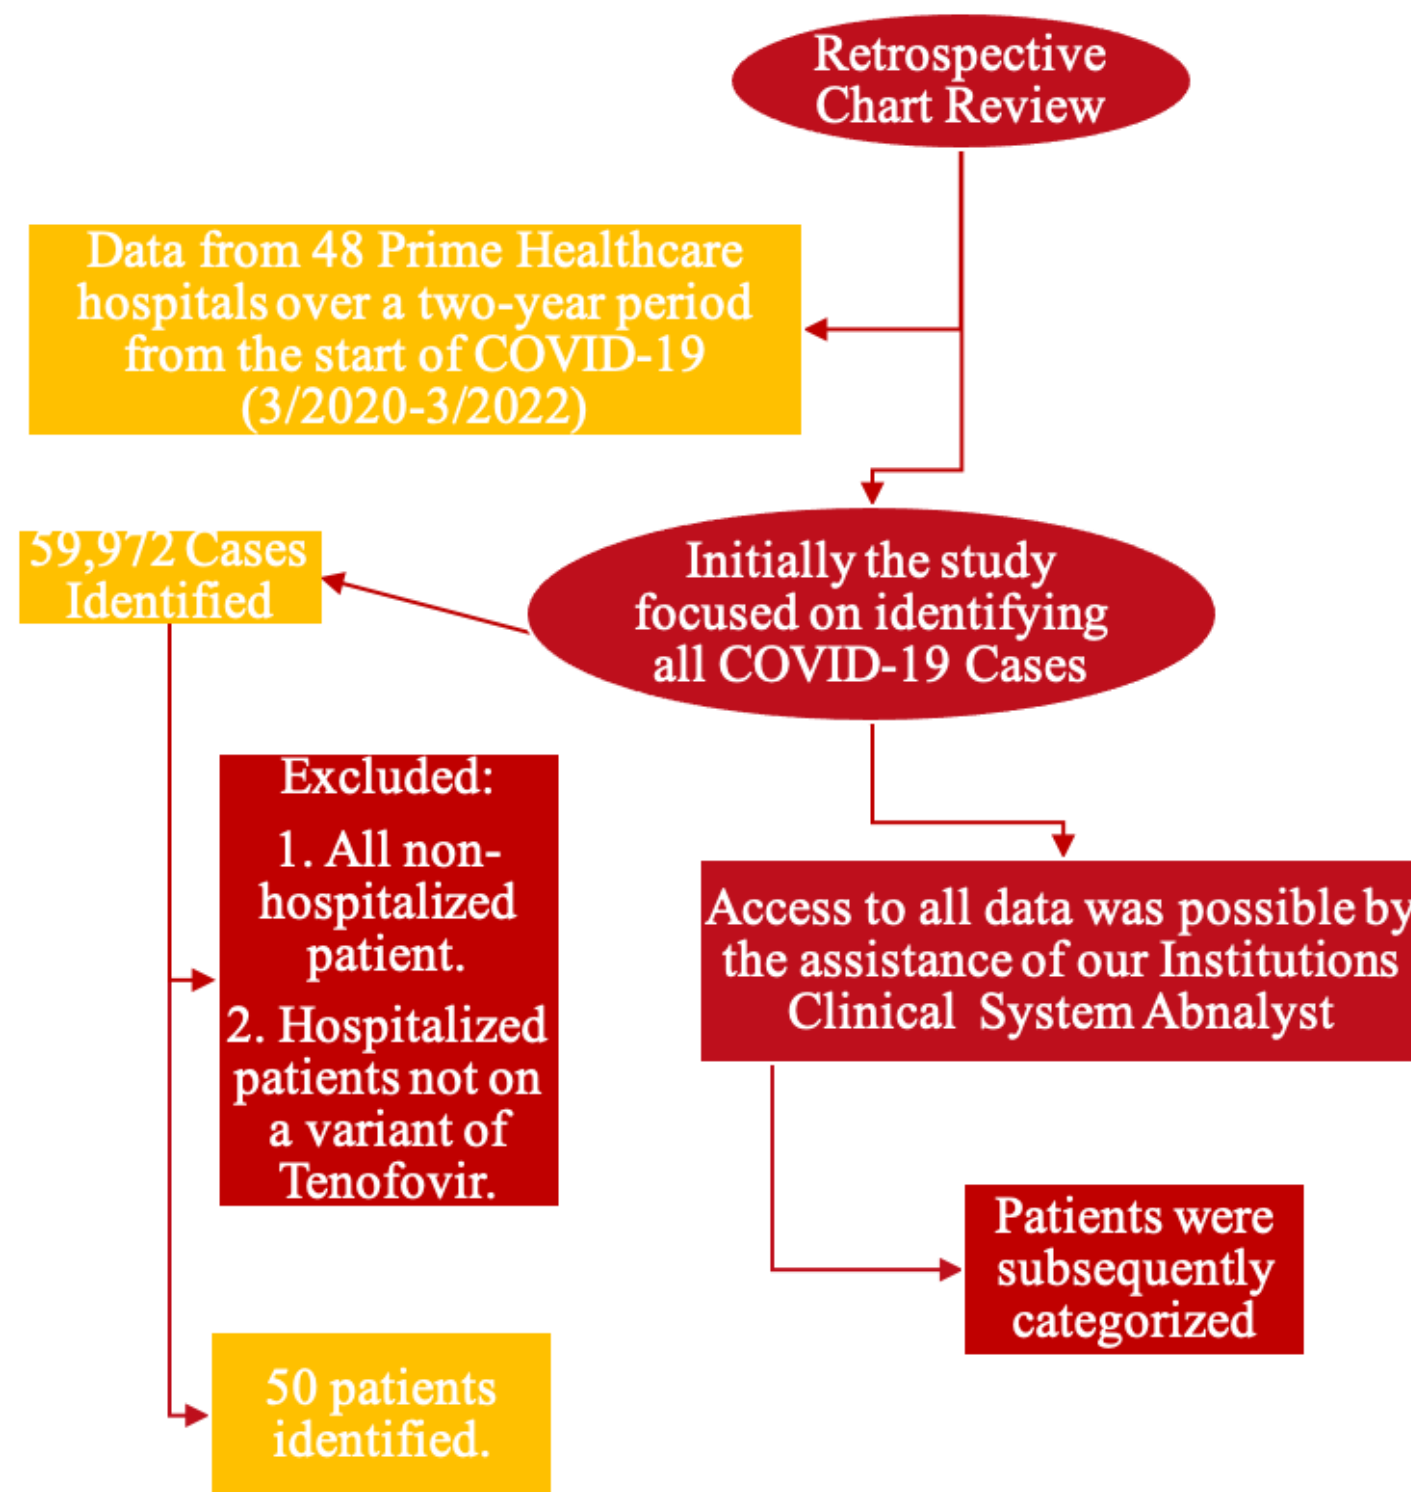 Retrospective
Chart Review
Data from 48 Prime Healthcare
hospitals over a two-year period
from the start of COVID-19
(3/2020-3/2022)
59,972 Cases
Identified
Initially the study
focused on identifying
all COVID-19 Cases
Excluded:
1. All non-
hospitalized
patient.
2. Hospitalized
patients not on
a variant of
Tenofovir.
Access to all data was possible by
the assistance of our Institutions
Clinical System Abnalyst
Patients were
subsequently
categorized
50 patients
identified.